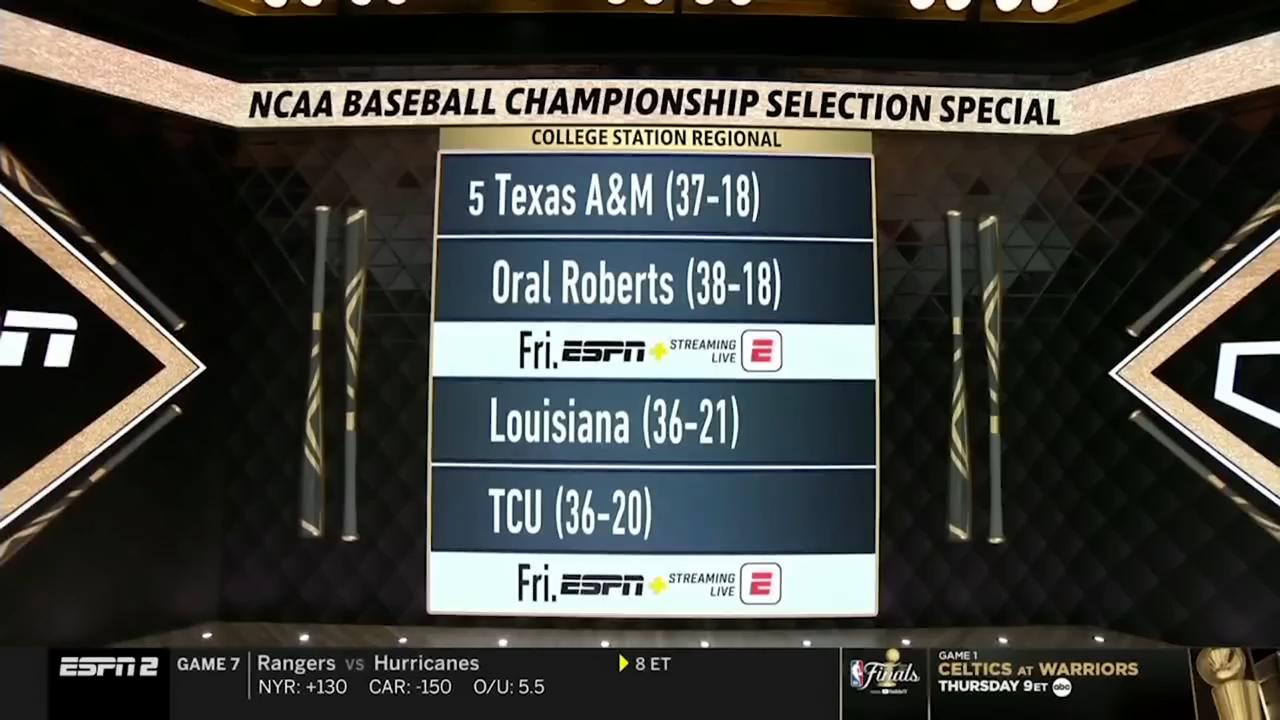 NCAA BASEBALL CHAMPIONSHIP SELECTION SPECIAL
COLLEGE STATION REGIONAL
5 Texas A&M (37-18)
Oral Roberts (38-18)
Fri. ESPN+ STREAMING LIVE E
Louisiana (36-21)
TCU (36-20)
Fri. ESPN+ STREAMING LIVE E
ESPN2 GAME 7 Rangers vs Hurricanes 8 ET
NYR: +130 CAR: -150 O/U: 5.5
NBA Finals
GAME 1
CELTICS AT WARRIORS
THURSDAY 9ET abc